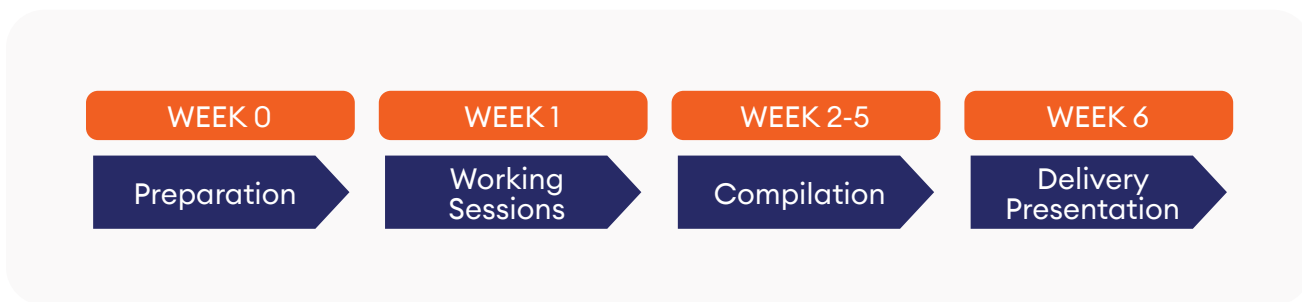 WEEK 0
WEEK 1
WEEK 2-5
WEEK 6
Preparation
Working
Sessions
Compilation
Delivery
Presentation